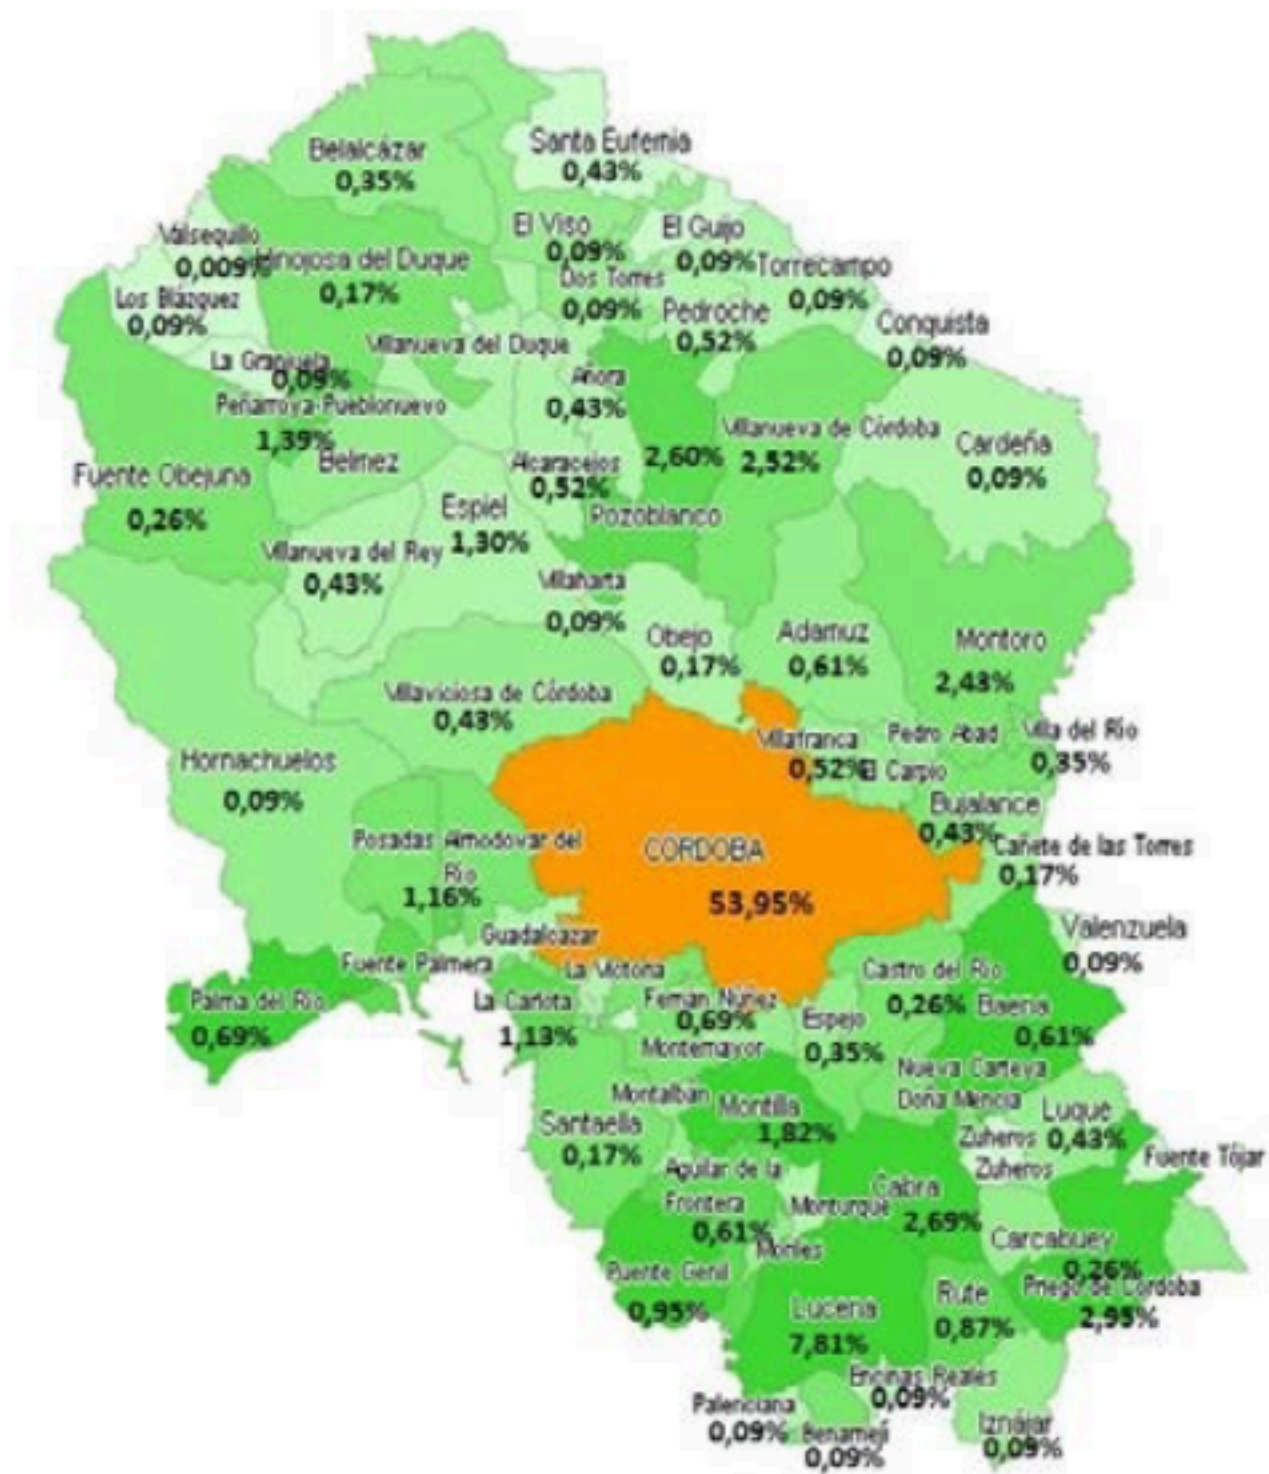 Belalcázar
0,35%
Santa Eufemia
0,43%
Valsequillo
0,009%
Hinojosa del Duque
0,17%
El Viso
0,09%
El Guijo
0,09%
Torrecampo
0,09%
Los Blázquez
0,09%
Dos Torres
0,09%
Pedroche
0,52%
Conquista
0,09%
La Granjuela
0,09%
Villanueva del Duque
Añora
0,43%
Peñarroya-Pueblonuevo
1,39%
Belmez
Fuente Obejuna
0,26%
Alcaracejos
0,52%
2,60%
Pozoblanco
Villanueva de Córdoba
2,52%
Cardeña
0,09%
Espiel
1,30%
Villanueva del Rey
0,43%
Villaharta
0,09%
Obejo
0,17%
Adamuz
0,61%
Montoro
2,43%
Villaviciosa de Córdoba
0,43%
Hornachuelos
0,09%
Villafranca
0,52%
Pedro Abad
El Carpio
Villa del Río
0,35%
Bujalance
0,43%
Cañete de las Torres
0,17%
Posadas
Almodovar del
Río
1,16%
CÓRDOBA
53,95%
Guadalcazar
Valenzuela
0,09%
Fuente Palmera
La Victoria
Castro del Rio
0,26%
Palma del Río
0,69%
La Carlota
1,13%
Fernán Núñez
0,69%
Espejo
0,35%
Baena
0,61%
Montemayor
Nueva Carteya
Montalbán
Montilla
1,82%
Doña Mencia
Luque
0,43%
Santaella
0,17%
Zuheros
Zuheros
Fuente Tójar
Aguilar de la
Frontera
0,61%
Monturque
Cabra
2,69%
Moriles
Carcabuey
0,26%
Puente Genil
0,95%
Lucena
7,81%
Rute
0,87%
Priego de Córdoba
2,95%
Encinas Reales
0,09%
Palenciana
0,09%
Benamejí
0,09%
Iznájar
0,09%